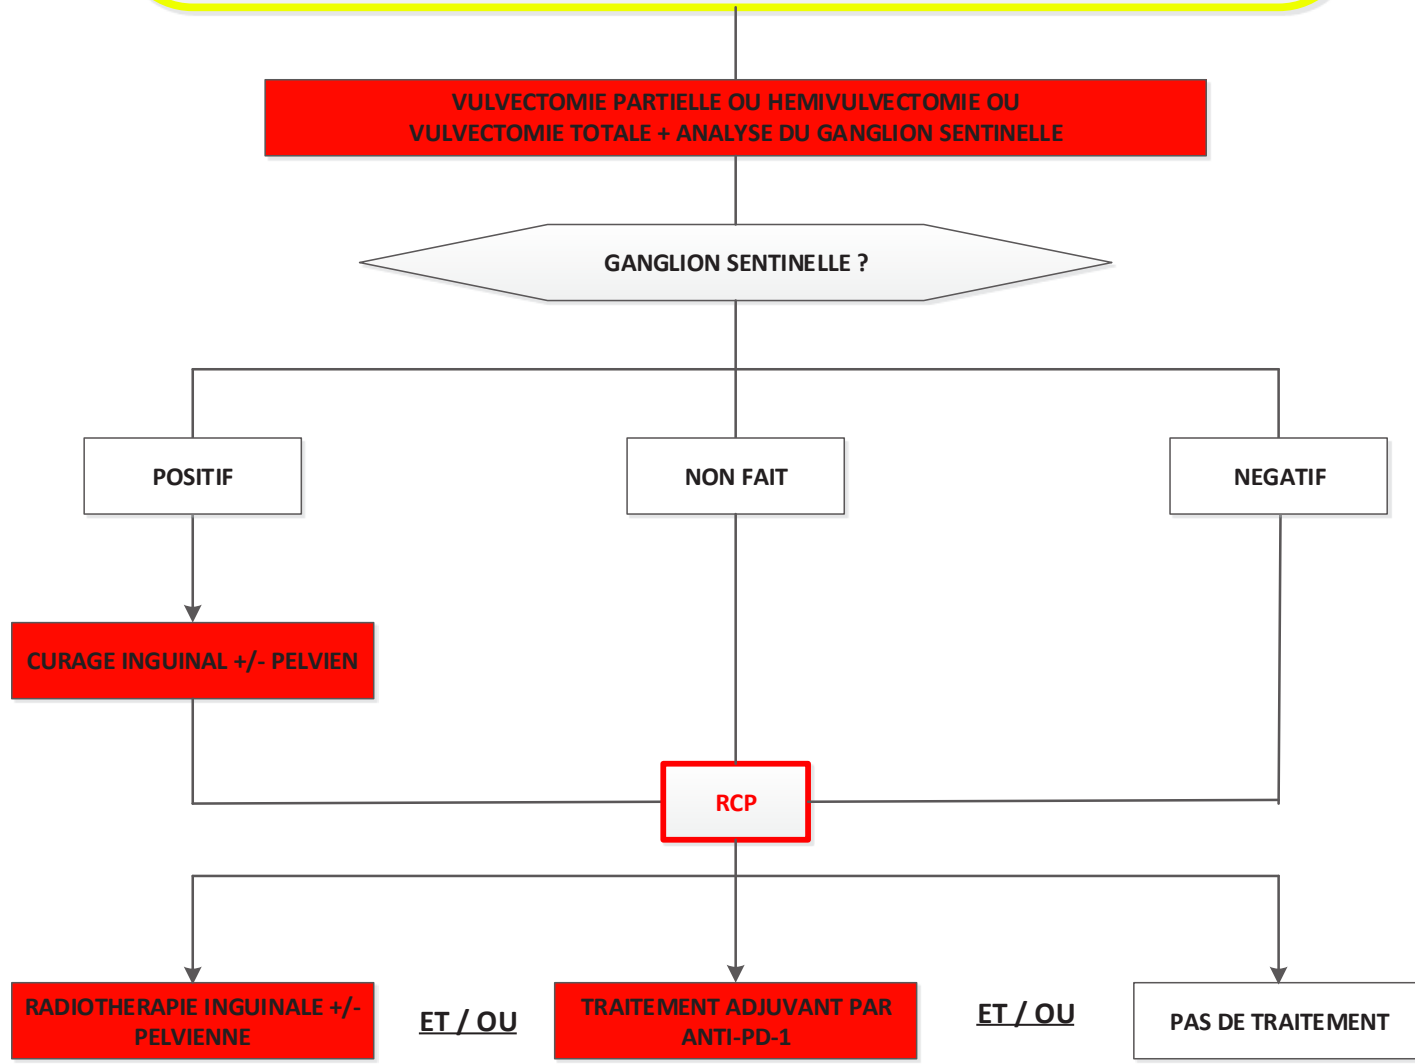 VULVECTOMIE PARTIELLE OU HEMIVULVECTOMIE OU
VULVECTOMIE TOTALE + ANALYSE DU GANGLION SENTINELLE
GANGLION SENTINELLE ?
POSITIF
NON FAIT
NEGATIF
CURAGE INGUINAL +/- PELVIEN
RCP
RADIOTHERAPIE INGUINALE +/-
PELVIENNE
ET / OU
TRAITEMENT ADJUVANT PAR
ANTI-PD-1
ET / OU
PAS DE TRAITEMENT